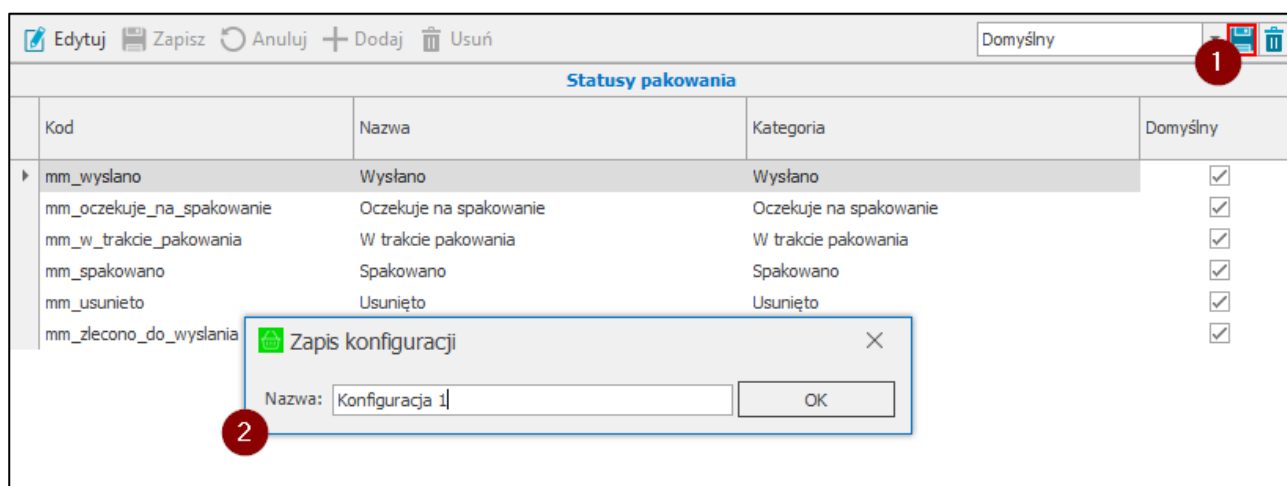 Edytuj Zapisz Anuluj Dodaj Usuń Domyślny
1
Statusy pakowania
Kod Nazwa Kategoria Domyślny
mm_wyslano Wysłano Wysłano
mm_oczekuje_na_spakowanie Oczekuje na spakowanie Oczekuje na spakowanie
mm_w_trakcie_pakowania W trakcie pakowania W trakcie pakowania
mm_spakowano Spakowano Spakowano
mm_usunieto Usunięto Usunięto
mm_zlecono_do_wyslania
Zapis konfiguracji
Nazwa: Konfiguracja 1 OK
2